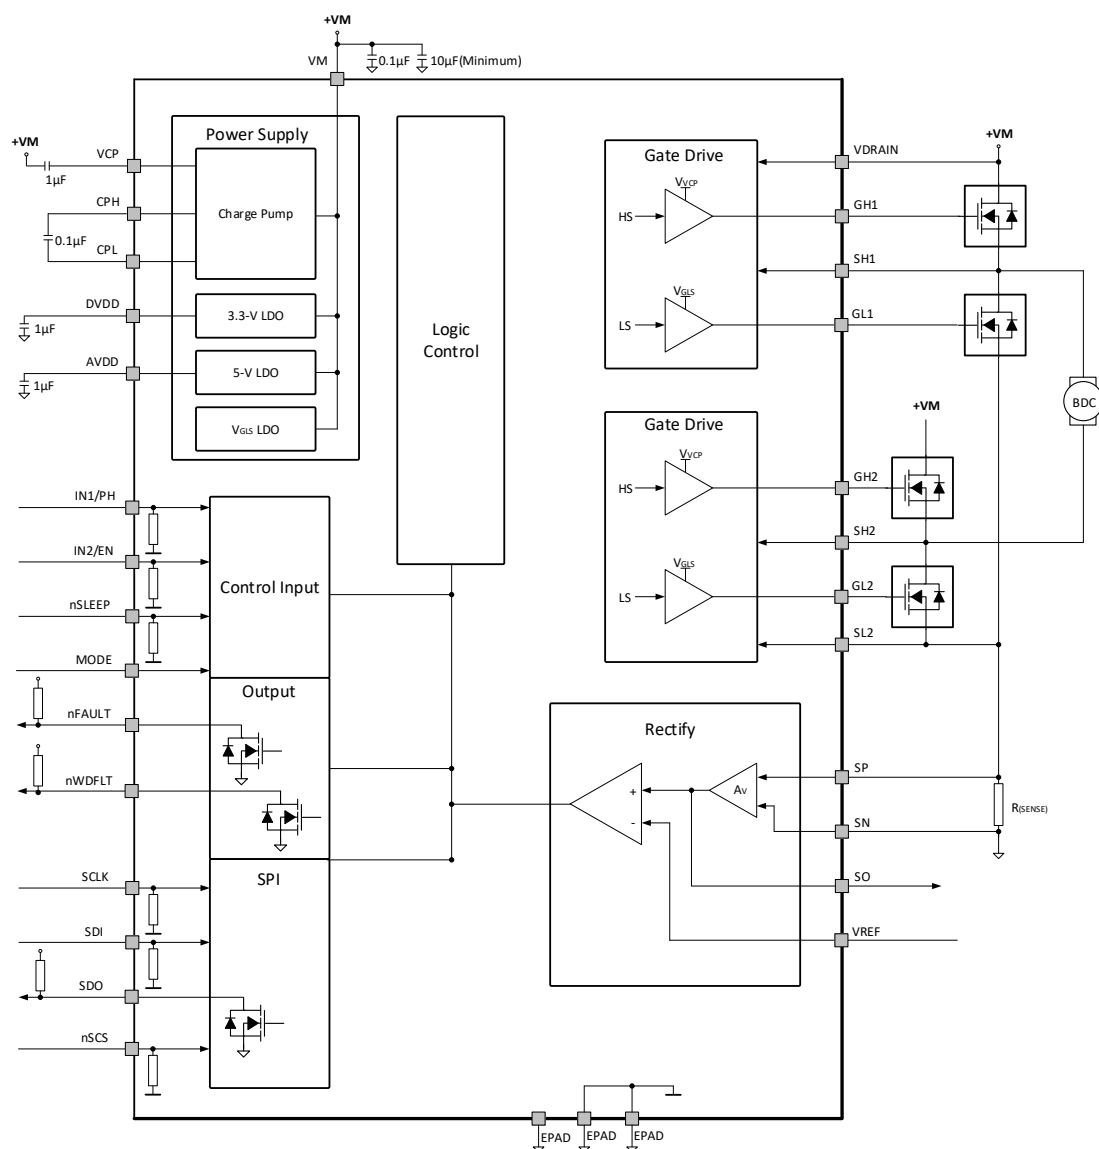 +VM
VM
0.1µF
10µF(Minimum)
Power Supply
+VM
VCP
1µF
CPH
Charge Pump
0.1µF
CPL
DVDD
3.3-V LDO
1µF
AVDD
5-V LDO
1µF
VGLS LDO
Logic
Control
Gate Drive
VVCP
HS
VGLS
LS
+VM
VDRAIN
GH1
SH1
GL1
BDC
Gate Drive
VVCP
HS
VGLS
LS
+VM
GH2
SH2
GL2
SL2
IN1/PH
IN2/EN
Control Input
nSLEEP
MODE
Output
nFAULT
nWDFLT
SPI
SCLK
SDI
SDO
nSCS
Rectify
+
-
AV
SP
R(SENSE)
SN
SO
VREF
EPAD
EPAD
EPAD